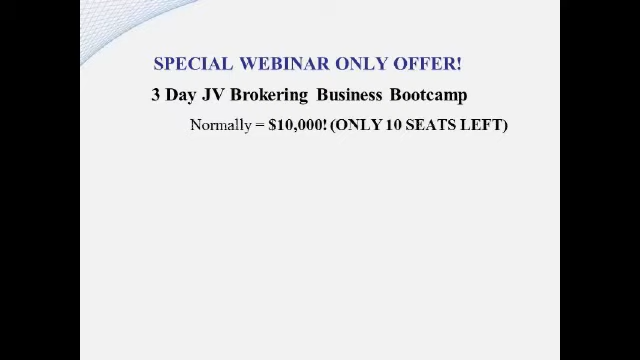 SPECIAL WEBINAR ONLY OFFER!
3 Day JV Brokering Business Bootcamp
Normally = $10,000! (ONLY 10 SEATS LEFT)